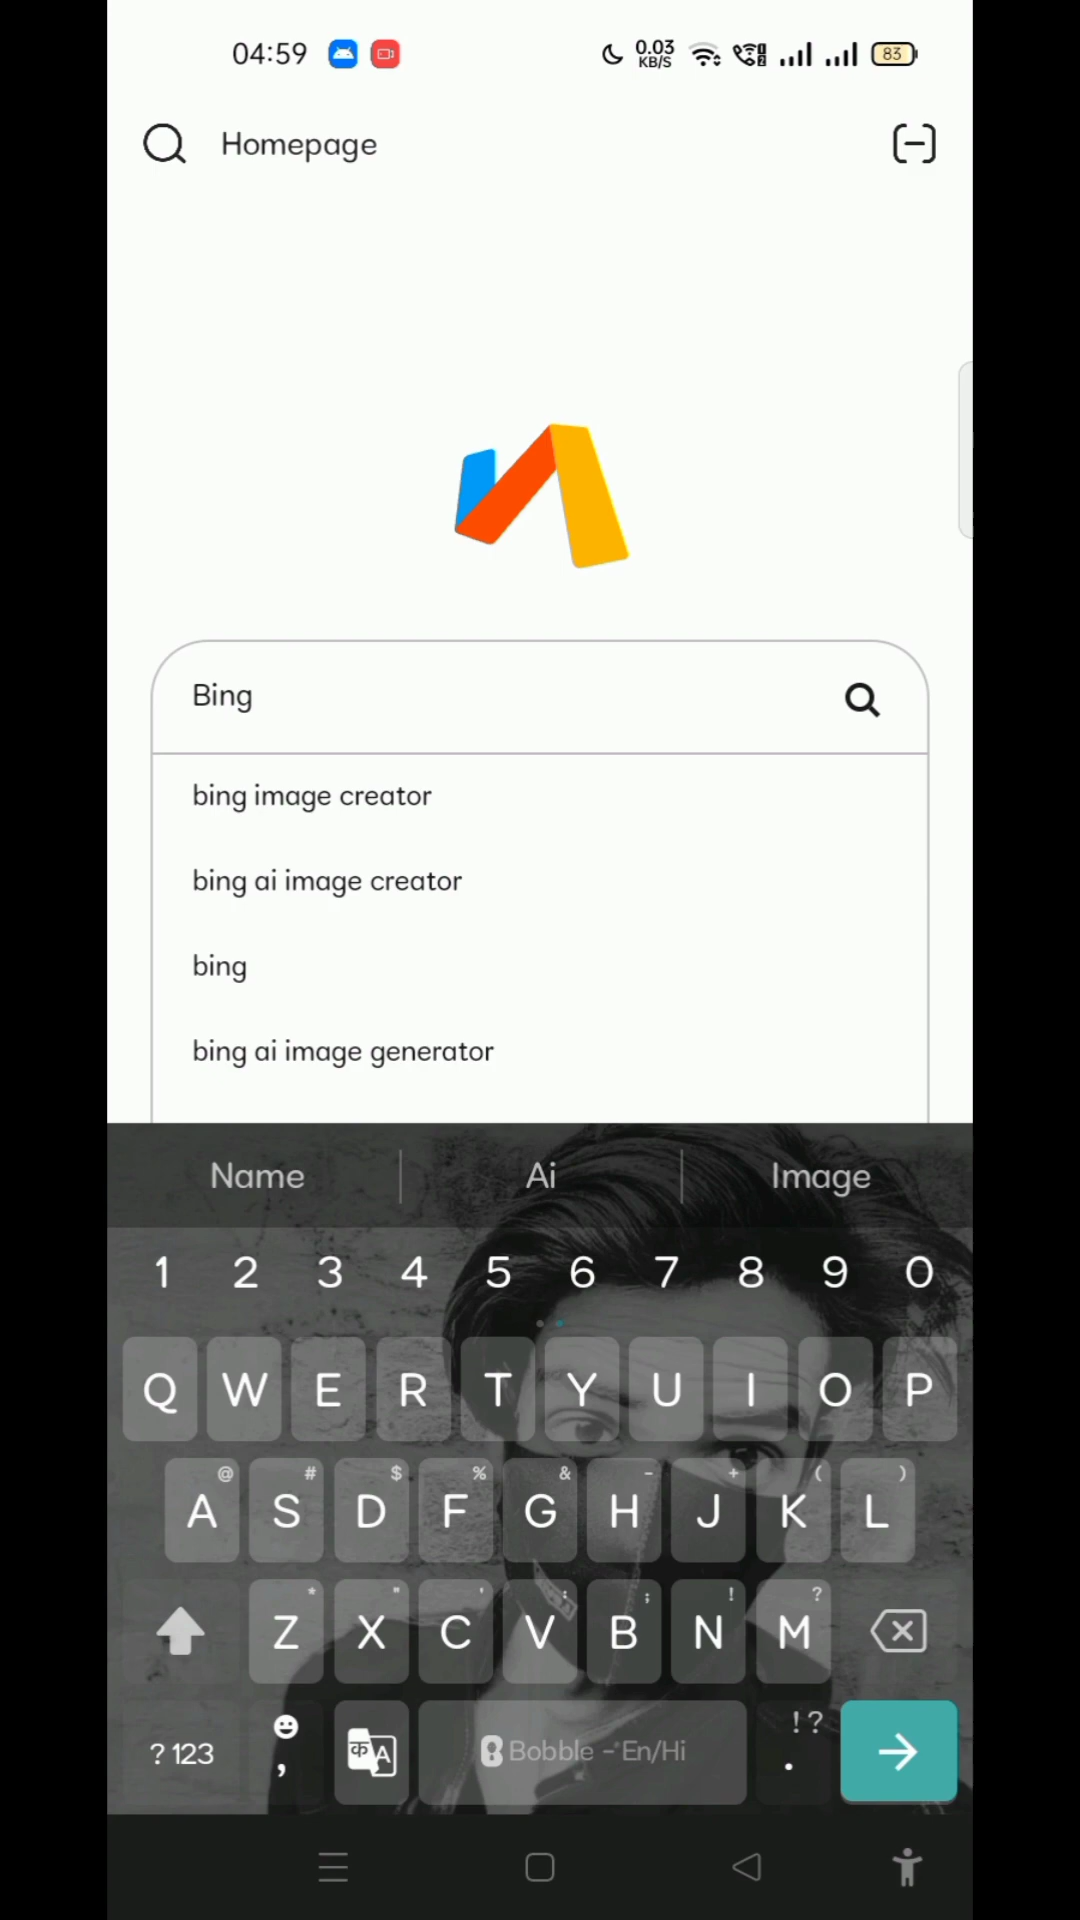 04:59 0.03 KB/S 2 83
Homepage
Bing
bing image creator
bing ai image creator
bing
bing ai image generator
Name Ai Image
1 2 3 4 5 6 7 8 9 0
Q W E R T Y U I O P
@ # $ % & - + ( )
A S D F G H J K L
* " ' : ; ! ?
Z X C V B N M
!?
?123 , क A Bobble - En/Hi .